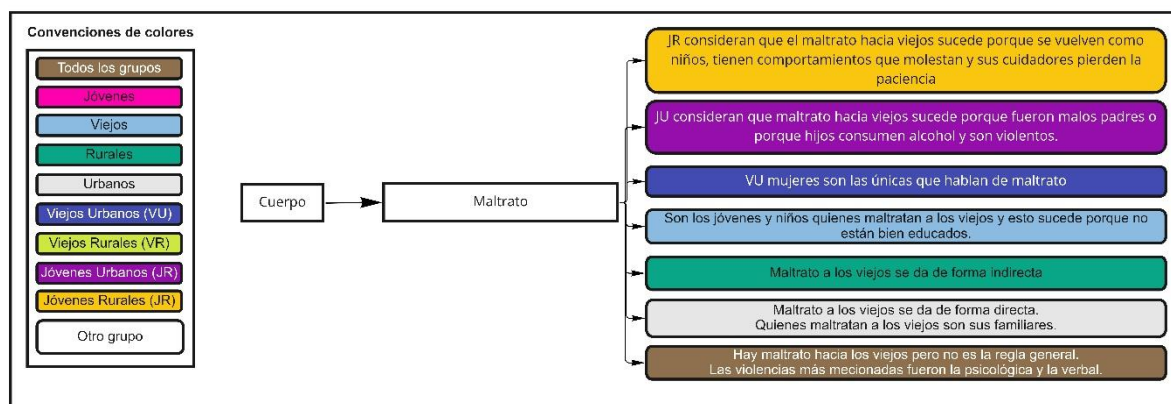 Convenciones de colores
Todos los grupos
Jóvenes
Viejos
Rurales
Urbanos
Viejos Urbanos (VU)
Viejos Rurales (VR)
Jóvenes Urbanos (JR)
Jóvenes Rurales (JR)
Otro grupo
Cuerpo
Maltrato
JR consideran que el maltrato hacia viejos sucede porque se vuelven como
niños, tienen comportamientos que molestan y sus cuidadores pierden la
paciencia
JU consideran que maltrato hacia viejos sucede porque fueron malos padres o
porque hijos consumen alcohol y son violentos.
VU mujeres son las únicas que hablan de maltrato
Son los jóvenes y niños quienes maltratan a los viejos y esto sucede porque no
están bien educados.
Maltrato a los viejos se da de forma indirecta
Maltrato a los viejos se da de forma directa.
Quienes maltratan a los viejos son sus familiares.
Hay maltrato hacia los viejos pero no es la regla general.
Las violencias más mecionadas fueron la psicológica y la verbal.